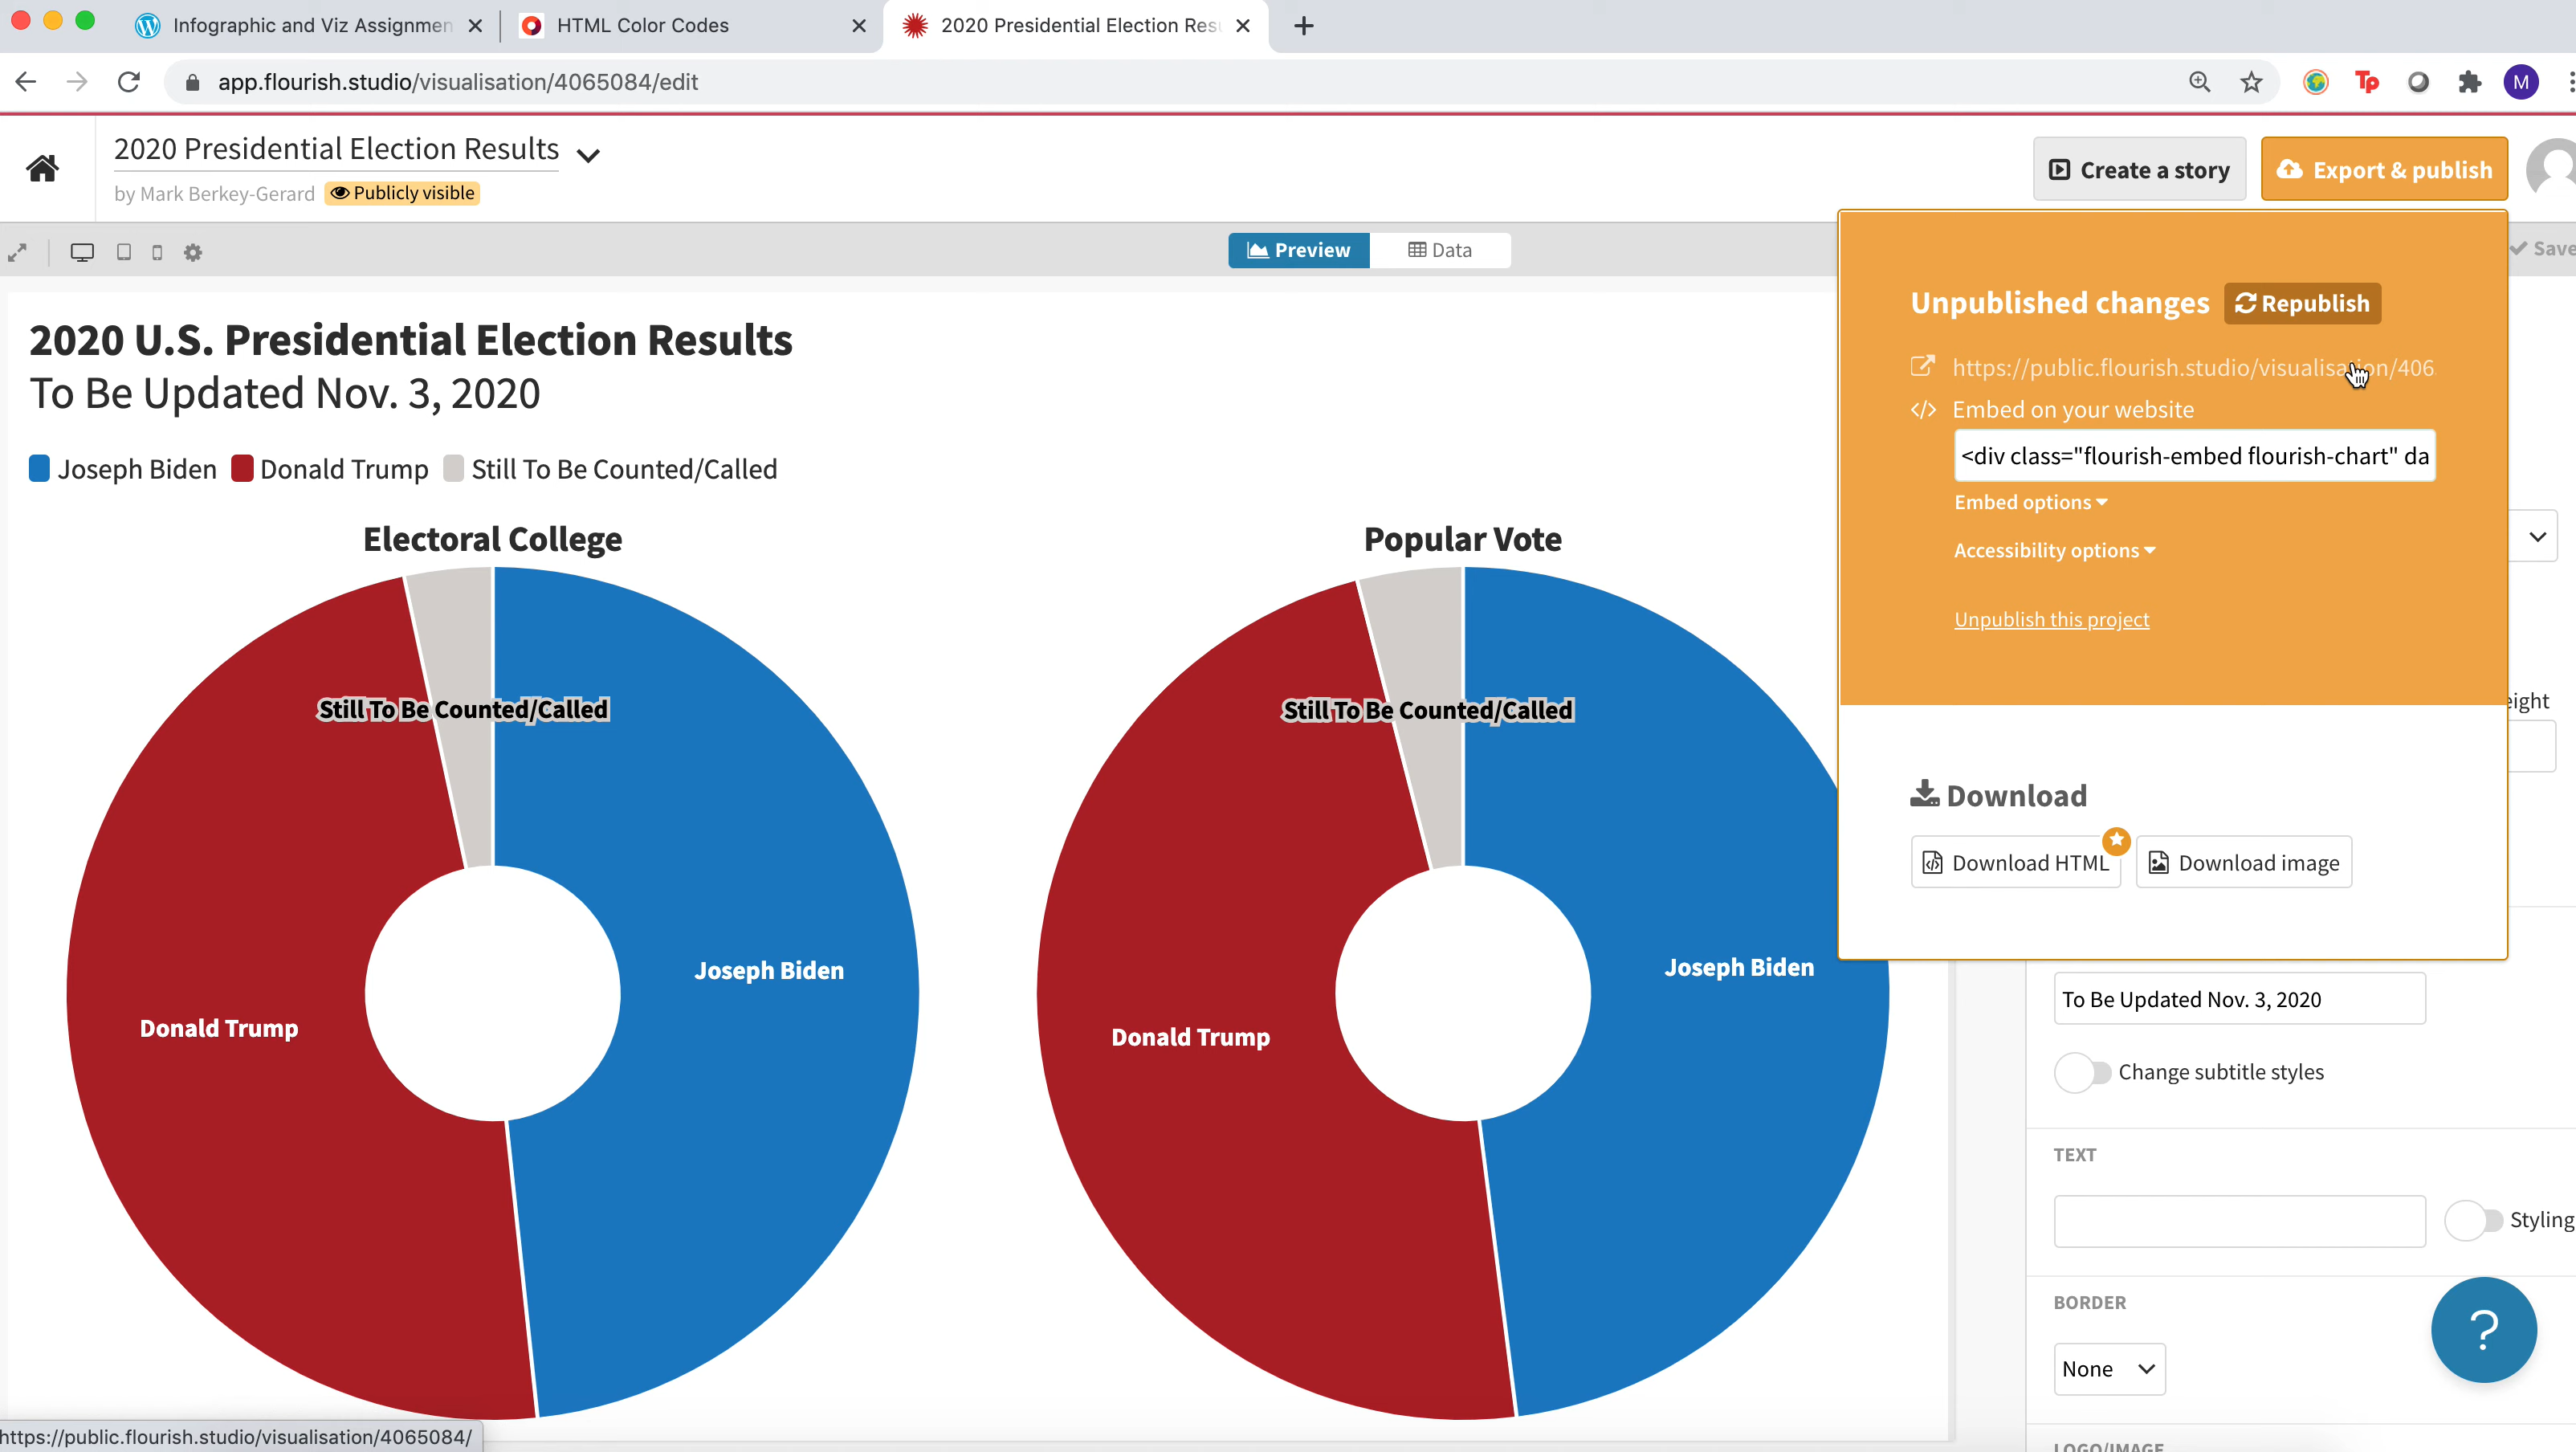 Infographic and Viz Assignmen
HTML Color Codes
2020 Presidential Election Res
app.flourish.studio/visualisation/4065084/edit
Tp
M
2020 Presidential Election Results
by Mark Berkey-Gerard
Publicly visible
Create a story
Export & publish
Preview
Data
Save
Unpublished changes
Republish
https://public.flourish.studio/visualisation/406
Embed on your website
<div class="flourish-embed flourish-chart" da
Embed options
Accessibility options
Unpublish this project
Download
Download HTML
Download image
2020 U.S. Presidential Election Results
To Be Updated Nov. 3, 2020
Joseph Biden
Donald Trump
Still To Be Counted/Called
Electoral College
Popular Vote
Still To Be Counted/Called
Still To Be Counted/Called
Joseph Biden
Joseph Biden
Donald Trump
Donald Trump
eight
To Be Updated Nov. 3, 2020
Change subtitle styles
TEXT
Styling
BORDER
None
?
LOGO/IMAGE
https://public.flourish.studio/visualisation/4065084/